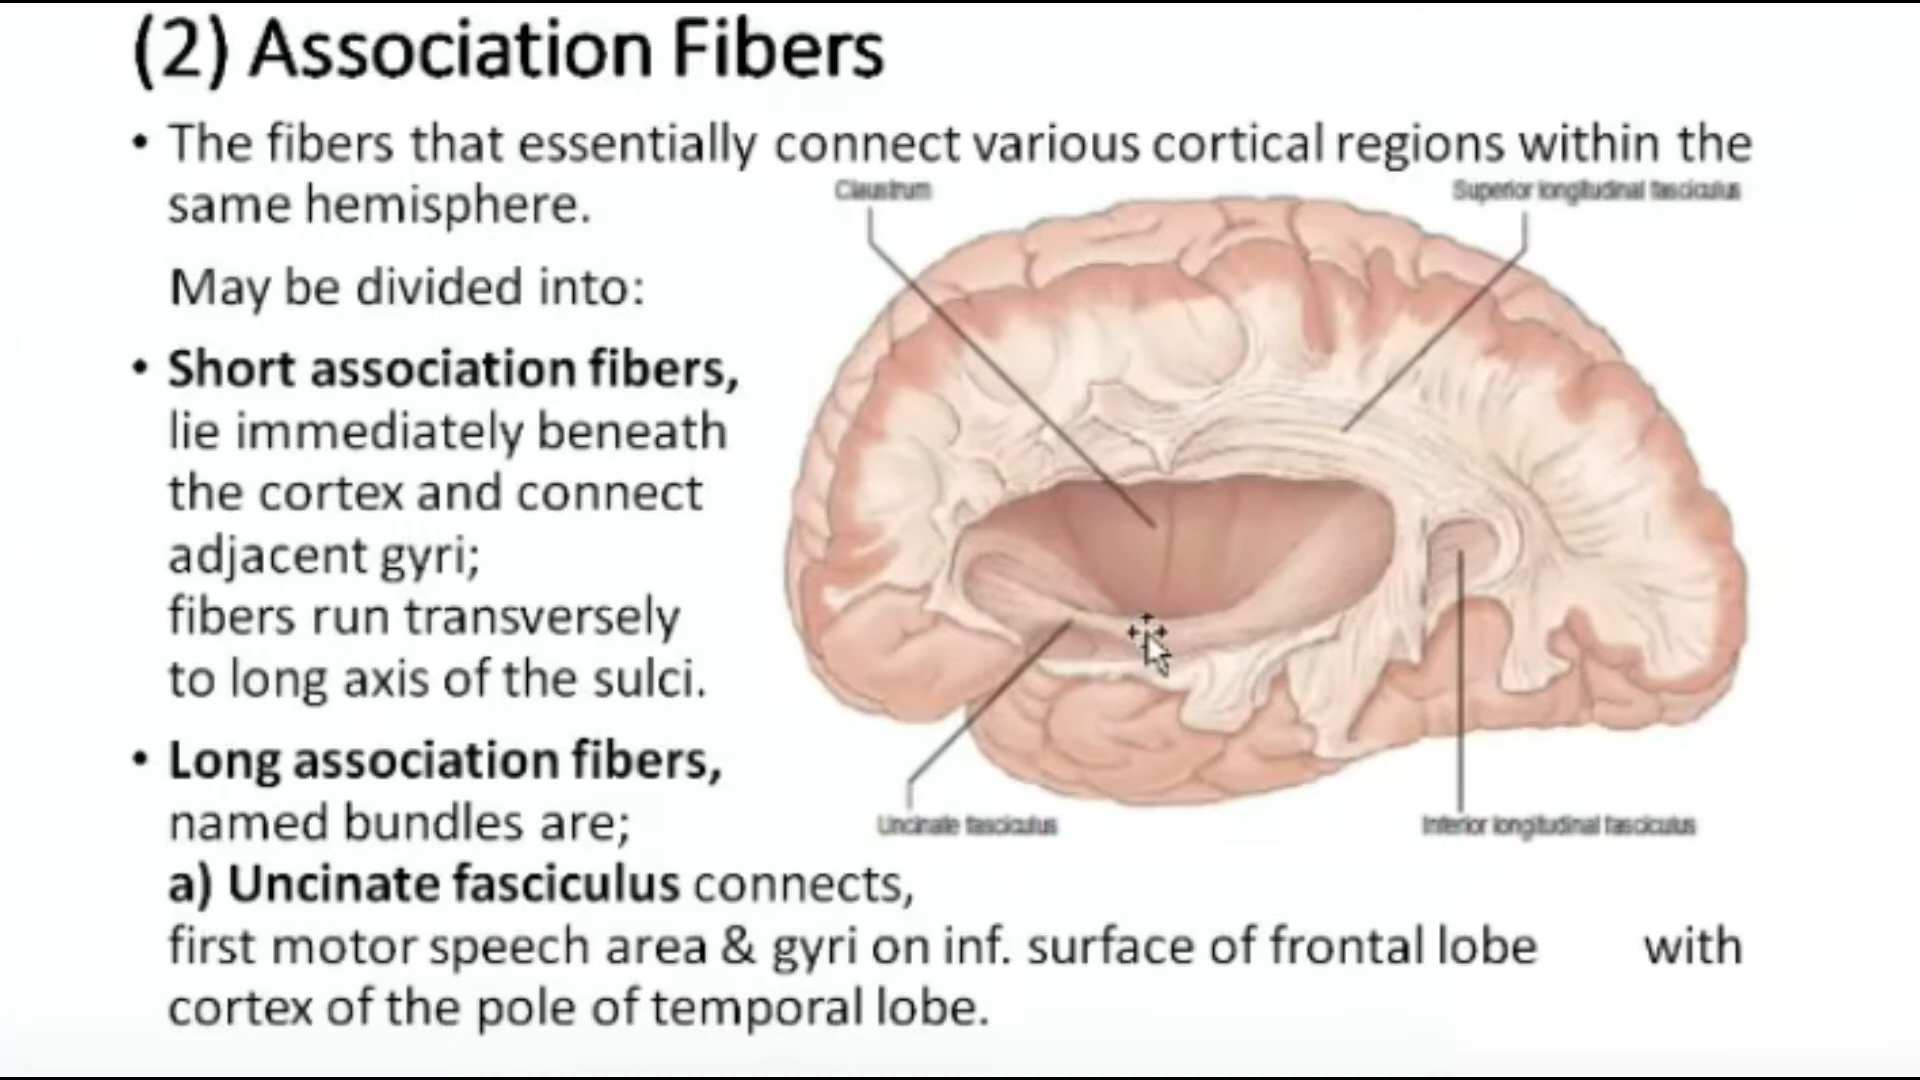 (2) Association Fibers
• The fibers that essentially connect various cortical regions within the
same hemisphere.
Claustrum
Superior longitudinal fasciculus
May be divided into:
• Short association fibers,
lie immediately beneath
the cortex and connect
adjacent gyri;
fibers run transversely
to long axis of the sulci.
• Long association fibers,
named bundles are;
Uncinate fasciculus
Inferior longitudinal fasciculus
a) Uncinate fasciculus connects,
first motor speech area & gyri on inf. surface of frontal lobe with
cortex of the pole of temporal lobe.